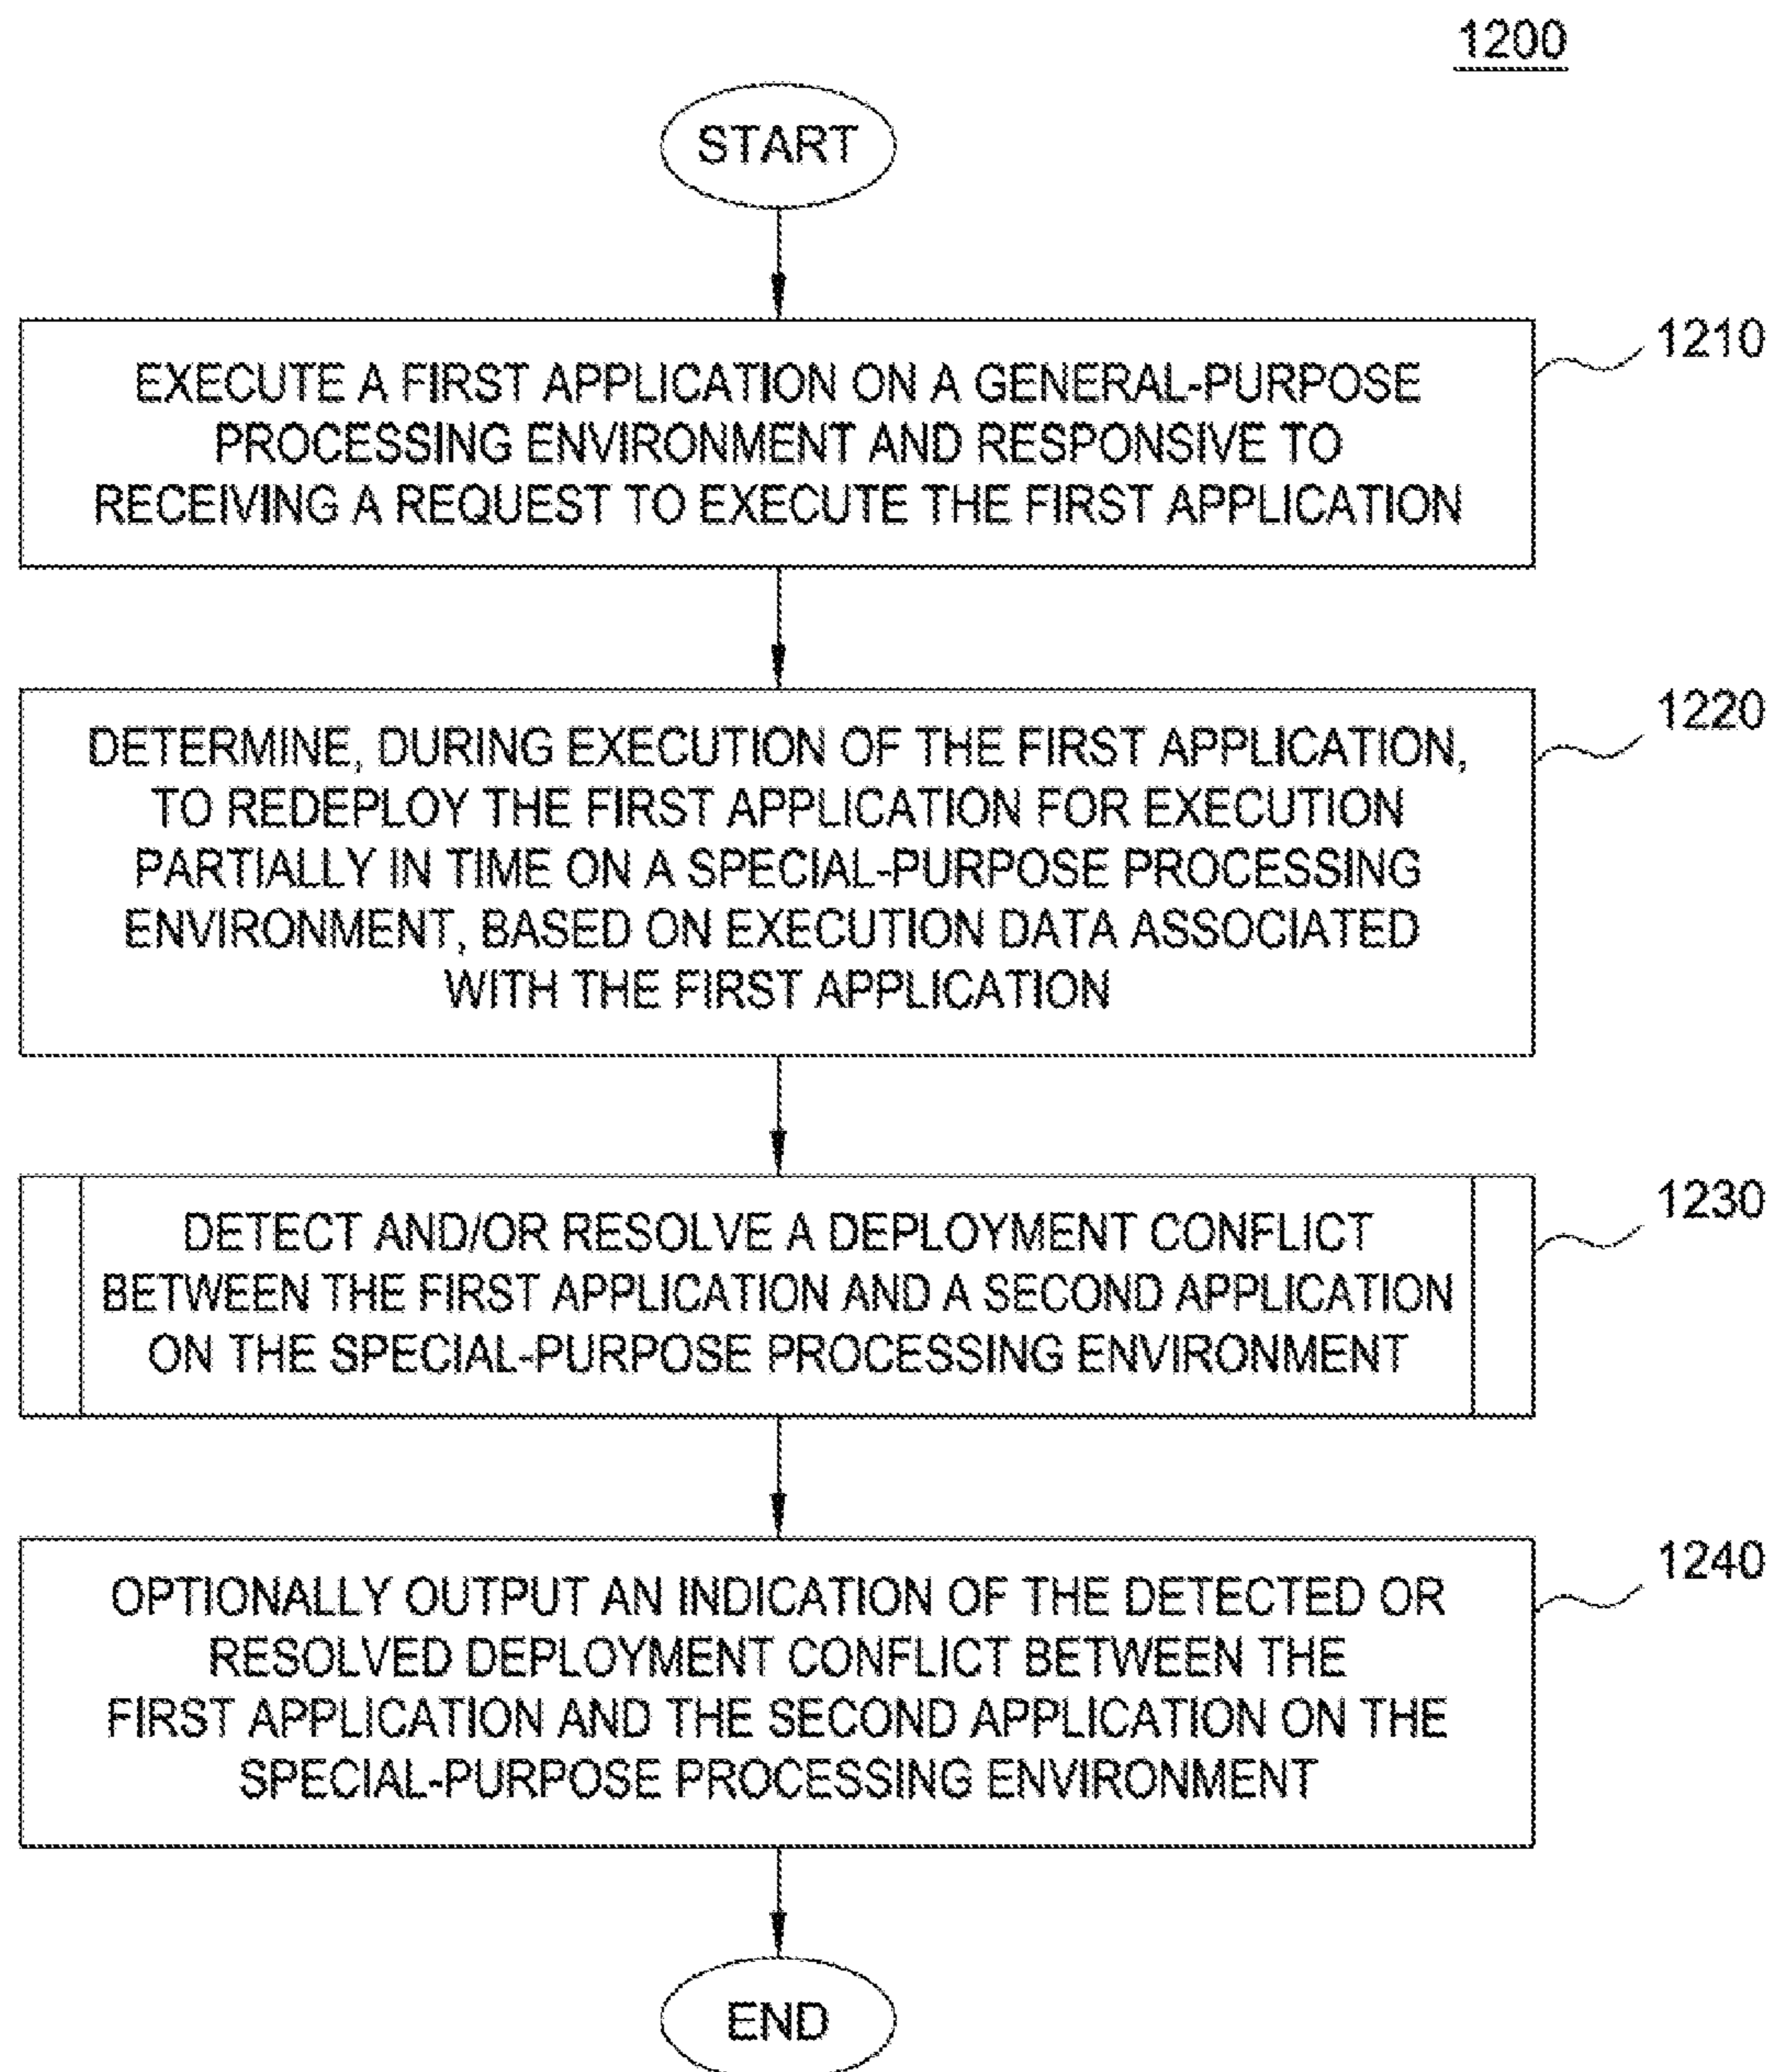 1200
START
EXECUTE A FIRST APPLICATION ON A GENERAL-PURPOSE
PROCESSING ENVIRONMENT AND RESPONSIVE TO
RECEIVING A REQUEST TO EXECUTE THE FIRST APPLICATION
1210
DETERMINE, DURING EXECUTION OF THE FIRST APPLICATION,
TO REDEPLOY THE FIRST APPLICATION FOR EXECUTION
PARTIALLY IN TIME ON A SPECIAL-PURPOSE PROCESSING
ENVIRONMENT, BASED ON EXECUTION DATA ASSOCIATED
WITH THE FIRST APPLICATION
1220
DETECT AND/OR RESOLVE A DEPLOYMENT CONFLICT
BETWEEN THE FIRST APPLICATION AND A SECOND APPLICATION
ON THE SPECIAL-PURPOSE PROCESSING ENVIRONMENT
1230
OPTIONALLY OUTPUT AN INDICATION OF THE DETECTED OR
RESOLVED DEPLOYMENT CONFLICT BETWEEN THE
FIRST APPLICATION AND THE SECOND APPLICATION ON THE
SPECIAL-PURPOSE PROCESSING ENVIRONMENT
1240
END